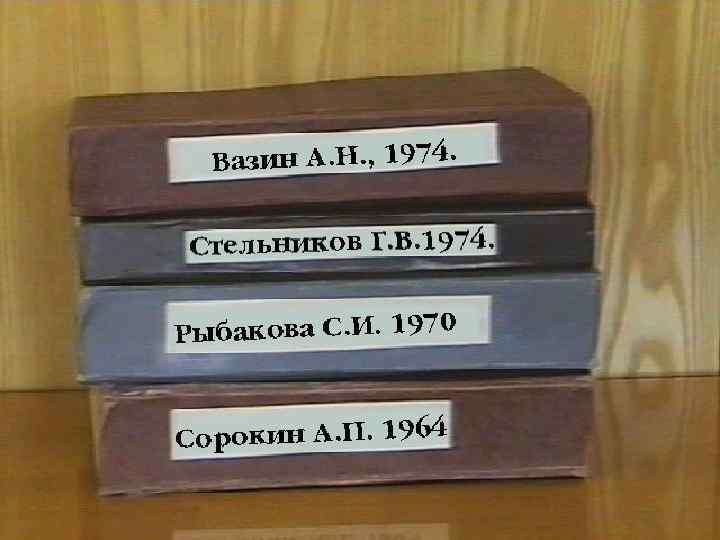 Вазин А.Н., 1974.
Стельников Г.В.1974.
Рыбакова С.И. 1970
Сорокин А.П. 1964